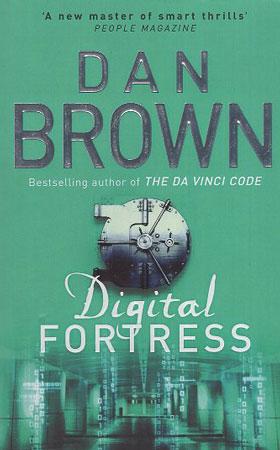 'A new master of smart thrills'
PEOPLE MAGAZINE
DAN
BROWN
Bestselling author of THE DA VINCI CODE
Digital
FORTRESS